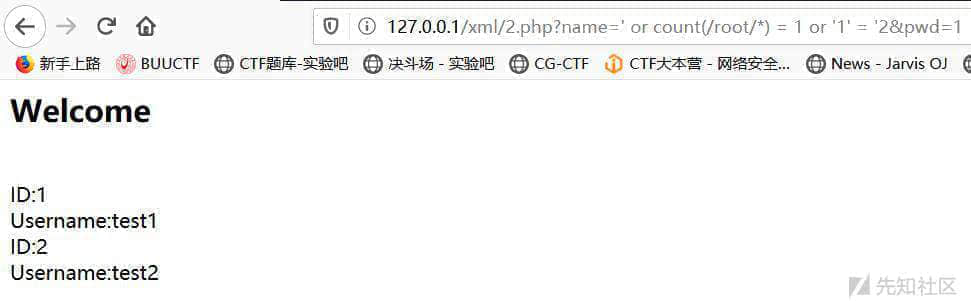 127.0.0.1/xml/2.php?name=' or count(/root/*) = 1 or '1' = '2&pwd=1
新手上路 BUUCTF CTF题库-实验吧 决斗场 - 实验吧 CG-CTF CTF大本营 - 网络安全... News - Jarvis OJ
Welcome
ID:1
Username:test1
ID:2
Username:test2
先知社区